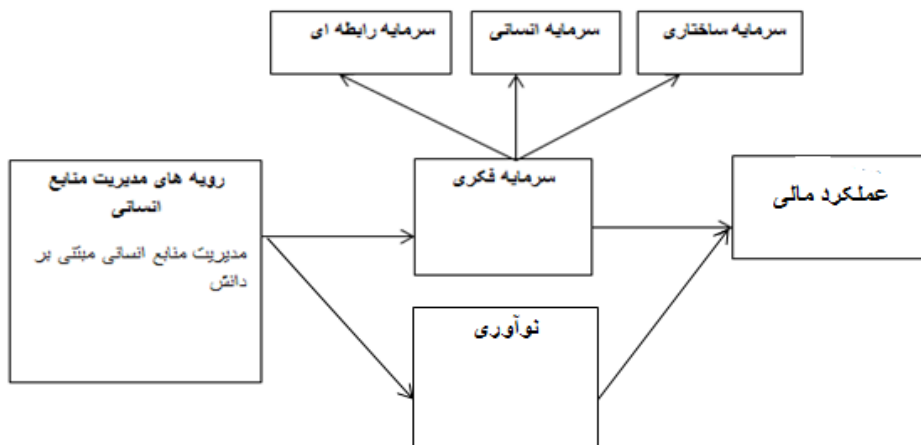 سرمایه ساختاری
سرمایه انسانی
سرمایه رابطه ای
رویه های مدیریت منابع
انسانی
مدیریت منابع انسانی مبتنی بر
دانش
سرمایه فکری
عملکرد مالی
نوآوری